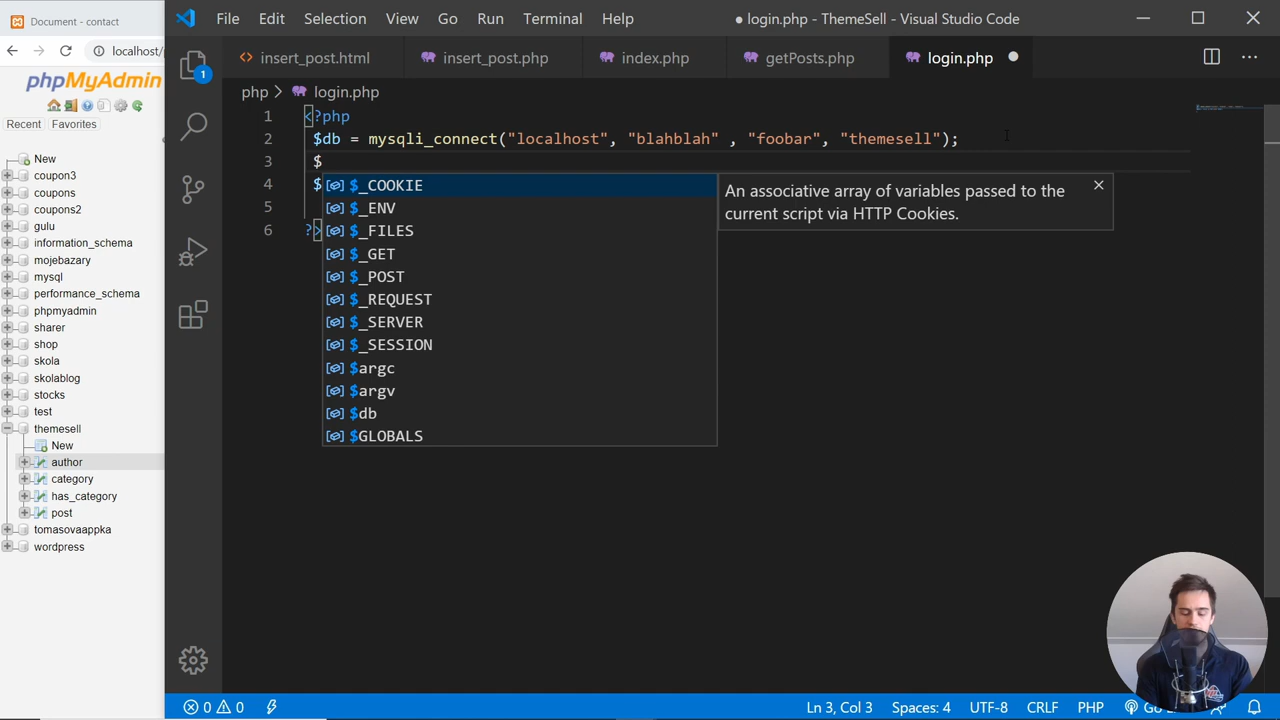 Document - contact
localhost/
phpMyAdmin
Recent
Favorites
New
coupon3
coupons
coupons2
gulu
information_schema
mojebazary
mysql
performance_schema
phpmyadmin
sharer
shop
skola
skolablog
stocks
test
themesell
New
author
category
has_category
post
tomasovaappka
wordpress
File Edit Selection View Go Run Terminal Help
● login.php - ThemeSell - Visual Studio Code
1
insert_post.html
insert_post.php
index.php
getPosts.php
login.php
php > login.php
1 <?php
2 $db = mysqli_connect("localhost", "blahblah" , "foobar", "themesell");
3 $
4 $
5
6 ?>
$_COOKIE
$_ENV
$_FILES
$_GET
$_POST
$_REQUEST
$_SERVER
$_SESSION
$argc
$argv
$db
$GLOBALS
An associative array of variables passed to the
current script via HTTP Cookies.
0 0
Ln 3, Col 3 Spaces: 4 UTF-8 CRLF PHP Go